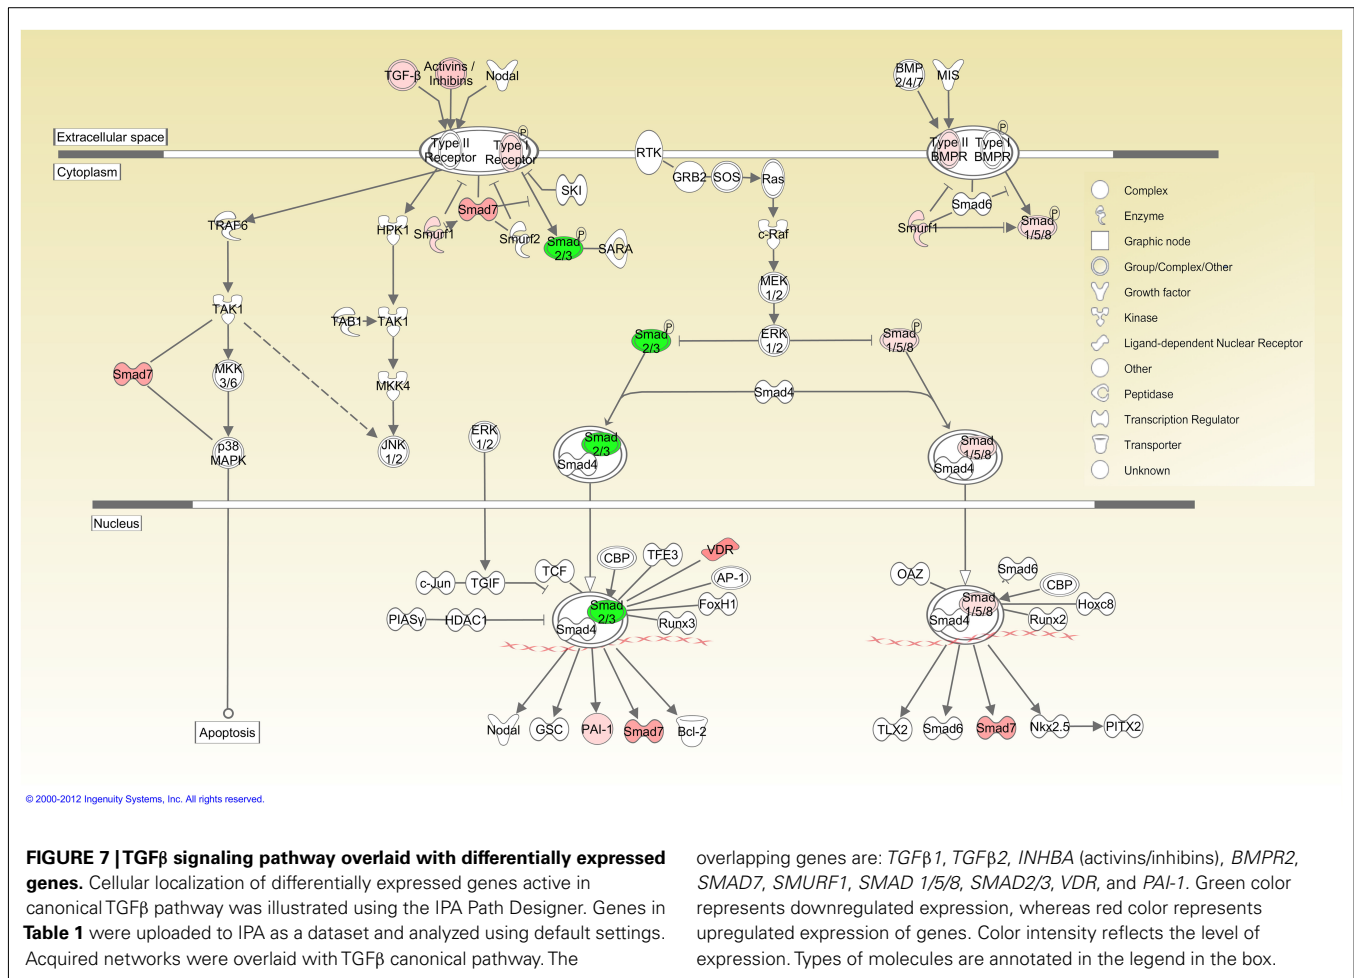 TGF-β
Activins /
Inhibins
Nodal
BMP
2/4/7
MIS
Extracellular space
Cytoplasm
Type II
Receptor
P
Type I
Receptor
RTK
GRB2
SOS
Ras
Type II
BMPR
P
Type I
BMPR
SKI
Smad7
Smurf1
Smurf2
P
Smad
2/3
SARA
TRAF6
HPK1
c-Raf
Smad6
Smurf1
P
Smad
1/5/8
Complex
Enzyme
Graphic node
Group/Complex/Other
Growth factor
Kinase
Ligand-dependent Nuclear Receptor
Other
Peptidase
Transcription Regulator
Transporter
Unknown
MEK
1/2
TAK1
TAB1
TAK1
P
Smad
2/3
ERK
1/2
P
Smad
1/5/8
Smad7
MKK
3/6
MKK4
Smad4
p38
MAPK
JNK
1/2
ERK
1/2
Smad
2/3
Smad4
Smad
1/5/8
Smad4
Nucleus
c-Jun
TGIF
TCF
CBP
TFE3
VDR
AP-1
FoxH1
Runx3
PIASy
HDAC1
Smad
2/3
Smad4
OAZ
Smad6
CBP
Hoxc8
Runx2
Smad
1/5/8
Smad4
Apoptosis
Nodal
GSC
PAI-1
Smad7
Bcl-2
TLX2
Smad6
Smad7
Nkx2.5
PITX2
© 2000-2012 Ingenuity Systems, Inc. All rights reserved.
FIGURE 7 | TGFβ signaling pathway overlaid with differentially expressed
genes. Cellular localization of differentially expressed genes active in
canonical TGFβ pathway was illustrated using the IPA Path Designer. Genes in
Table 1 were uploaded to IPA as a dataset and analyzed using default settings.
Acquired networks were overlaid with TGFβ canonical pathway. The
overlapping genes are: TGFβ1, TGFβ2, INHBA (activins/inhibins), BMPR2,
SMAD7, SMURF1, SMAD 1/5/8, SMAD2/3, VDR, and PAI-1. Green color
represents downregulated expression, whereas red color represents
upregulated expression of genes. Color intensity reflects the level of
expression. Types of molecules are annotated in the legend in the box.